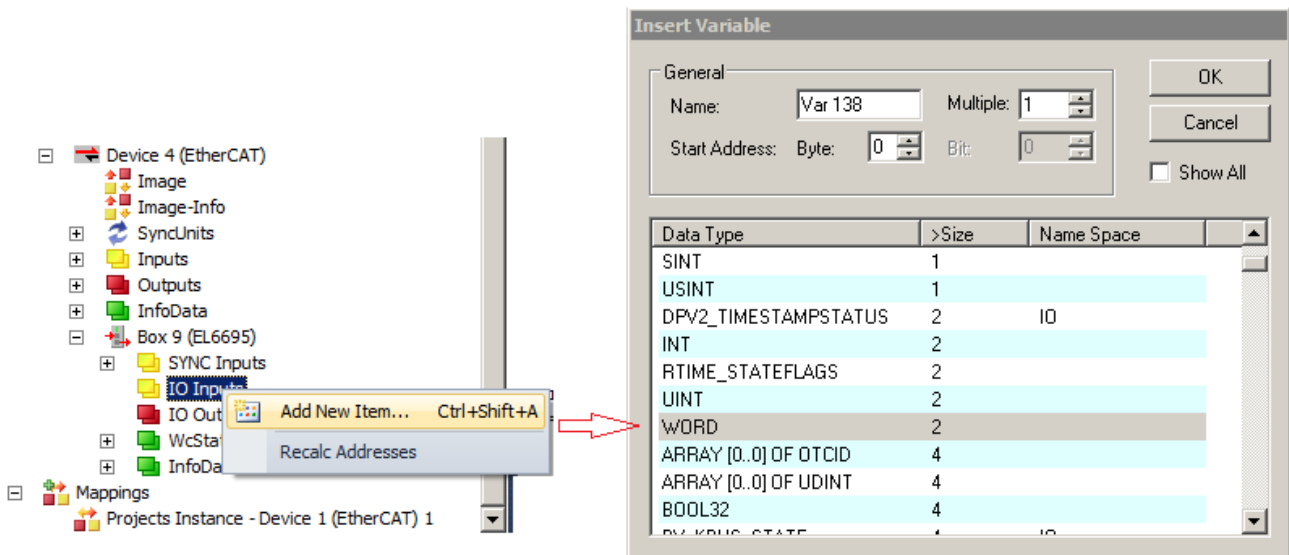 Device 4 (EtherCAT)
Image
Image-Info
SyncUnits
Inputs
Outputs
InfoData
Box 9 (EL6695)
SYNC Inputs
IO Inputs
IO Out
WcSta
InfoDa
Add New Item... Ctrl+Shift+A
Recalc Addresses
Mappings
Projects Instance - Device 1 (EtherCAT) 1
Insert Variable
General
Name: Var 138 Multiple: 1
Start Address: Byte: 0 Bit: 0
OK
Cancel
Show All
Data Type >Size Name Space
SINT 1
USINT 1
DPV2_TIMESTAMPSTATUS 2 IO
INT 2
RTIME_STATEFLAGS 2
UINT 2
WORD 2
ARRAY [0..0] OF OTCID 4
ARRAY [0..0] OF UDINT 4
BOOL32 4